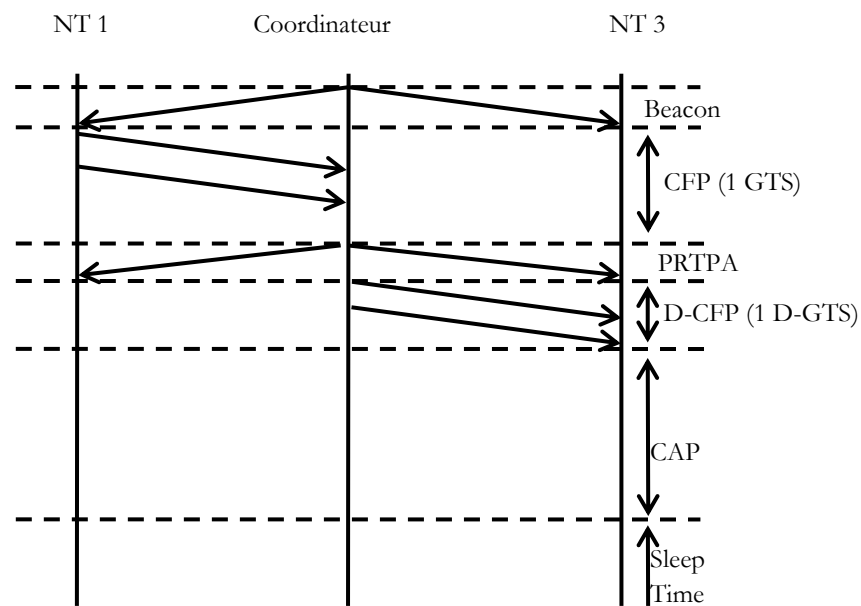 NT 1
Coordinateur
NT 3
Beacon
CFP (1 GTS)
PRTPA
D-CFP (1 D-GTS)
CAP
Sleep
Time